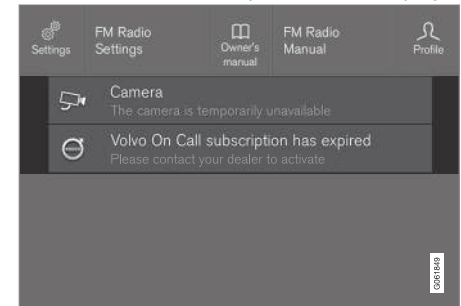 Settings
FM Radio
Settings
Owner's
manual
FM Radio
Manual
Profile
Camera
The camera is temporarily unavailable
Volvo On Call subscription has expired
Please contact your dealer to activate
G061849